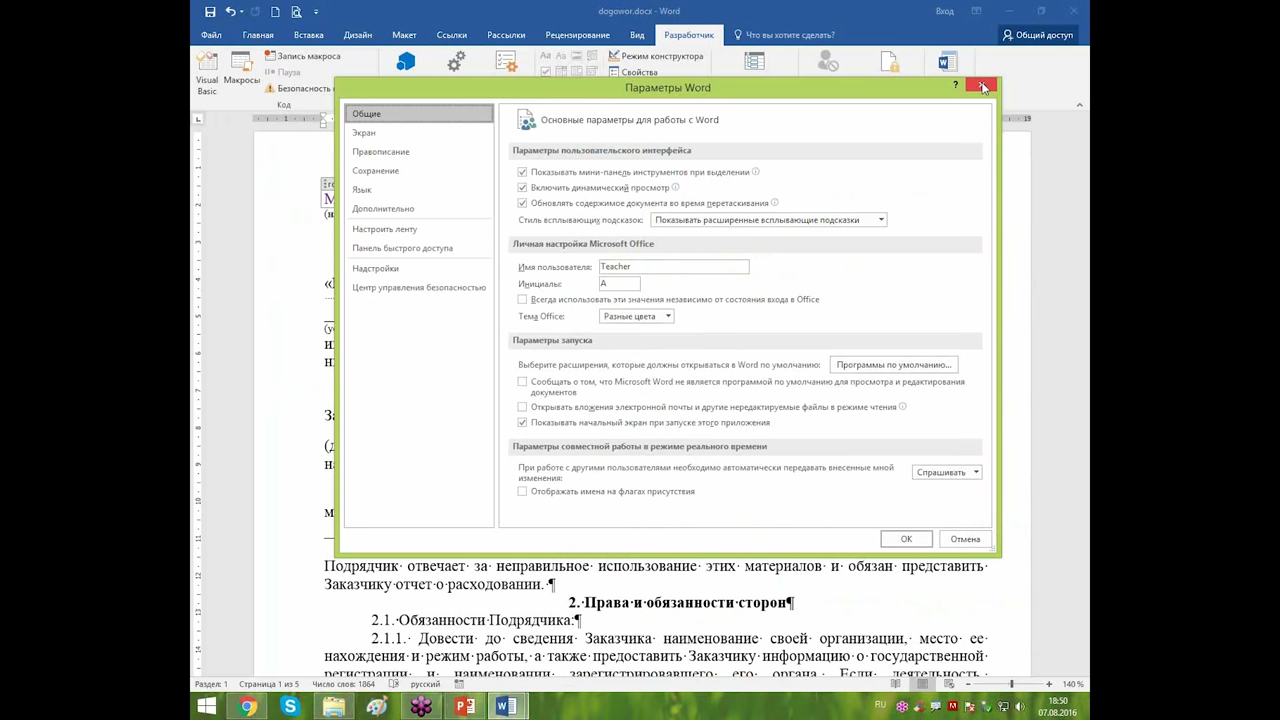 dogowor.docx - Word
Вход
Файл Главная Вставка Дизайн Макет Ссылки Рассылки Рецензирование Вид Разработчик Что вы хотите сделать? Общий доступ
Visual Basic
Макросы
Запись макроса
Пауза
Безопасность
Код
Режим конструктора
Свойства
Параметры Word
Общие
Экран
Правописание
Сохранение
Язык
Дополнительно
Настроить ленту
Панель быстрого доступа
Надстройки
Центр управления безопасностью
Основные параметры для работы с Word
Параметры пользовательского интерфейса
Показывать мини-панель инструментов при выделении
Включить динамический просмотр
Обновлять содержимое документа во время перетаскивания
Стиль всплывающих подсказок: Показывать расширенные всплывающие подсказки
Личная настройка Microsoft Office
Имя пользователя: Teacher
Инициалы: A
Всегда использовать эти значения независимо от состояния входа в Office
Тема Office: Разные цвета
Параметры запуска
Выберите расширения, которые должны открываться в Word по умолчанию: Программы по умолчанию...
Сообщать о том, что Microsoft Word не является программой по умолчанию для просмотра и редактирования
документов
Открывать вложения электронной почты и другие нередактируемые файлы в режиме чтения
Показывать начальный экран при запуске этого приложения
Параметры совместной работы в режиме реального времени
При работе с другими пользователями необходимо автоматически передавать внесенные мной
изменения: Спрашивать
Отображать имена на флагах присутствия
ОК Отмена
Подрядчик отвечает за неправильное использование этих материалов и обязан представить
Заказчику отчет о расходовании. ¶
2. Права и обязанности сторон¶
2.1. Обязанности Подрядчика:¶
2.1.1. Довести до сведения Заказчика наименование своей организации, место ее
нахождения и режим работы, а также предоставить Заказчику информацию о государственной
регистрации и наименовании зарегистрировавшего его органа. Если деятельность
Раздел: 1 Страница 1 из 5 Число слов: 1864 русский 140 %
RU
18:50
07.08.2016